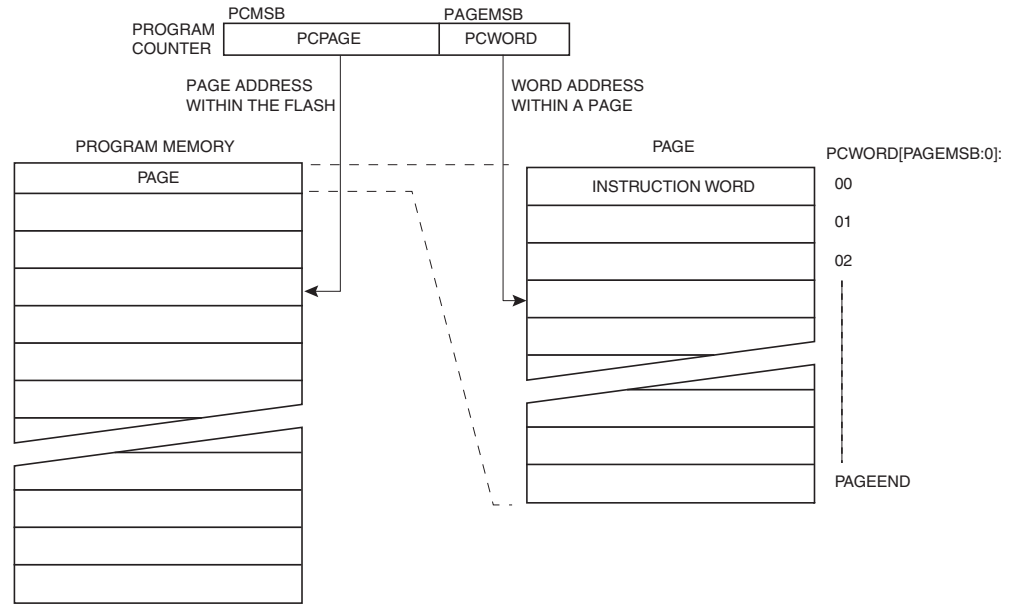 PCMSB
PAGEMSB
PROGRAM
COUNTER
PCPAGE
PCWORD
PAGE ADDRESS
WITHIN THE FLASH
WORD ADDRESS
WITHIN A PAGE
PROGRAM MEMORY
PAGE
PAGE
PCWORD[PAGEMSB:0]:
INSTRUCTION WORD
00
01
02
PAGEEND